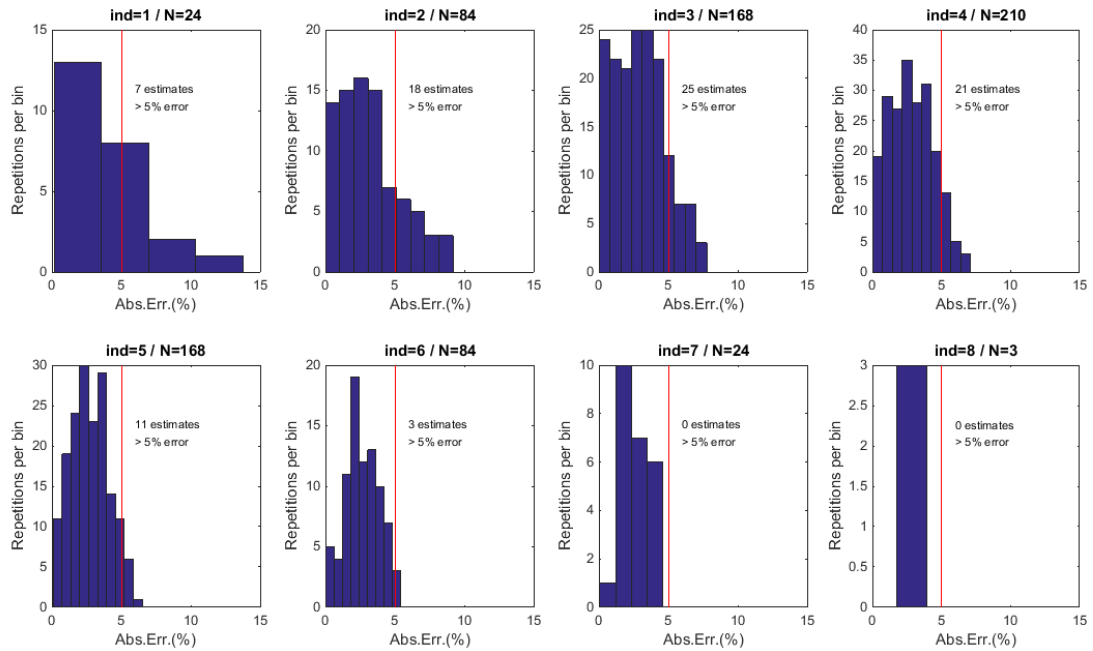 ind=1 / N=24
15
10
5
0
Repetitions per bin
7 estimates
> 5% error
0 5 10 15
Abs.Err.(%)
ind=2 / N=84
20
15
10
5
0
Repetitions per bin
18 estimates
> 5% error
0 5 10 15
Abs.Err.(%)
ind=3 / N=168
25
20
15
10
5
0
Repetitions per bin
25 estimates
> 5% error
0 5 10 15
Abs.Err.(%)
ind=4 / N=210
40
35
30
25
20
15
10
5
0
Repetitions per bin
21 estimates
> 5% error
0 5 10 15
Abs.Err.(%)
ind=5 / N=168
30
25
20
15
10
5
0
Repetitions per bin
11 estimates
> 5% error
0 5 10 15
Abs.Err.(%)
ind=6 / N=84
20
15
10
5
0
Repetitions per bin
3 estimates
> 5% error
0 5 10 15
Abs.Err.(%)
ind=7 / N=24
10
8
6
4
2
0
Repetitions per bin
0 estimates
> 5% error
0 5 10 15
Abs.Err.(%)
ind=8 / N=3
3
2.5
2
1.5
1
0.5
0
Repetitions per bin
0 estimates
> 5% error
0 5 10 15
Abs.Err.(%)